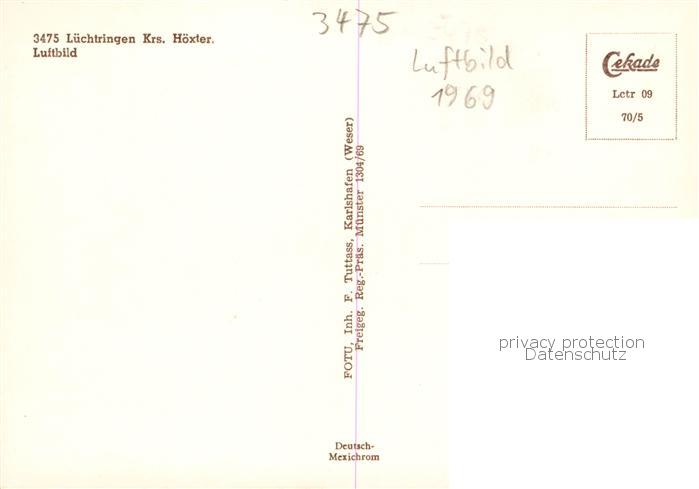 3475 Lüchtringen Krs. Höxter.
Luftbild
3475
Luftbild
1969
Cekade
Lctr 09
70/5
FOTU, Inh. F. Tuttass, Karlshafen (Weser)
Freigeg. Reg.-Präs. Münster 1304/69
privacy protection
Datenschutz
Deutsch-
Mexichrom